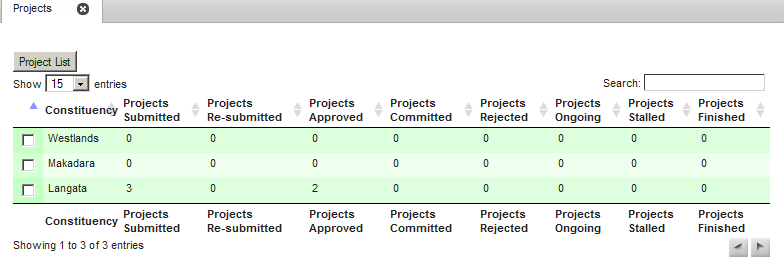 Projects
Project List
Show 15 entries Search:
Constituency Projects Submitted Projects Re-submitted Projects Approved Projects Committed Projects Rejected Projects Ongoing Projects Stalled Projects Finished
Westlands 0 0 0 0 0 0 0 0
Makadara 0 0 0 0 0 0 0 0
Langata 3 0 2 0 0 0 0 0
Constituency Projects Submitted Projects Re-submitted Projects Approved Projects Committed Projects Rejected Projects Ongoing Projects Stalled Projects Finished
Showing 1 to 3 of 3 entries